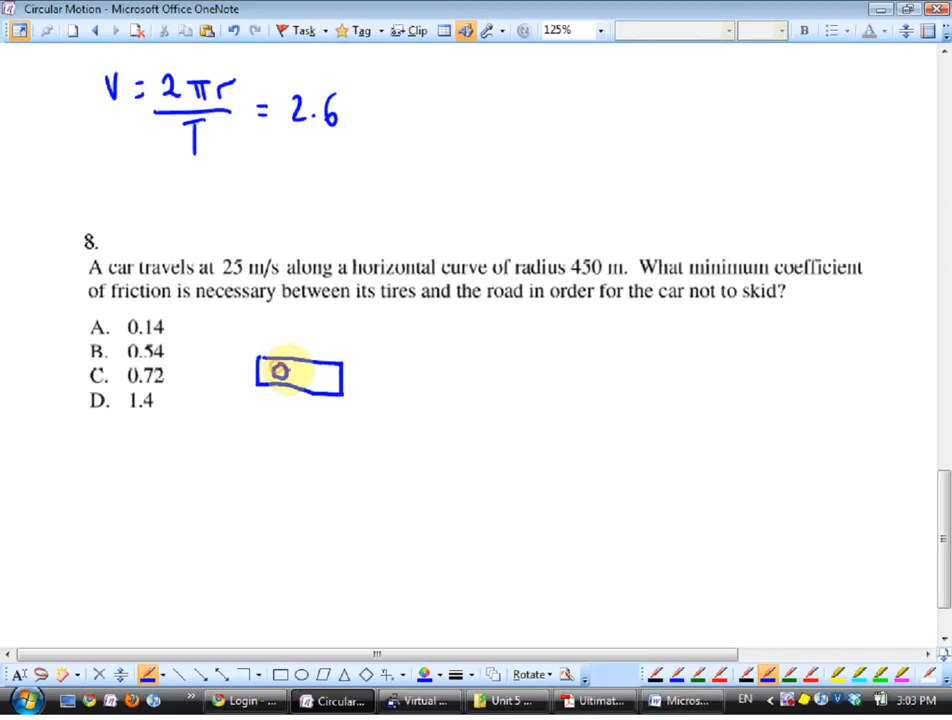 Circular Motion - Microsoft Office OneNote
Task Tag Clip 125% B A
V = 2πr = 2.6
T
8.
A car travels at 25 m/s along a horizontal curve of radius 450 m. What minimum coefficient
of friction is necessary between its tires and the road in order for the car not to skid?
A. 0.14
B. 0.54
C. 0.72
D. 1.4
Rotate
Login - ... Circular... Virtual ... Unit 5 ... Ultimat... Micros... EN 3:03 PM